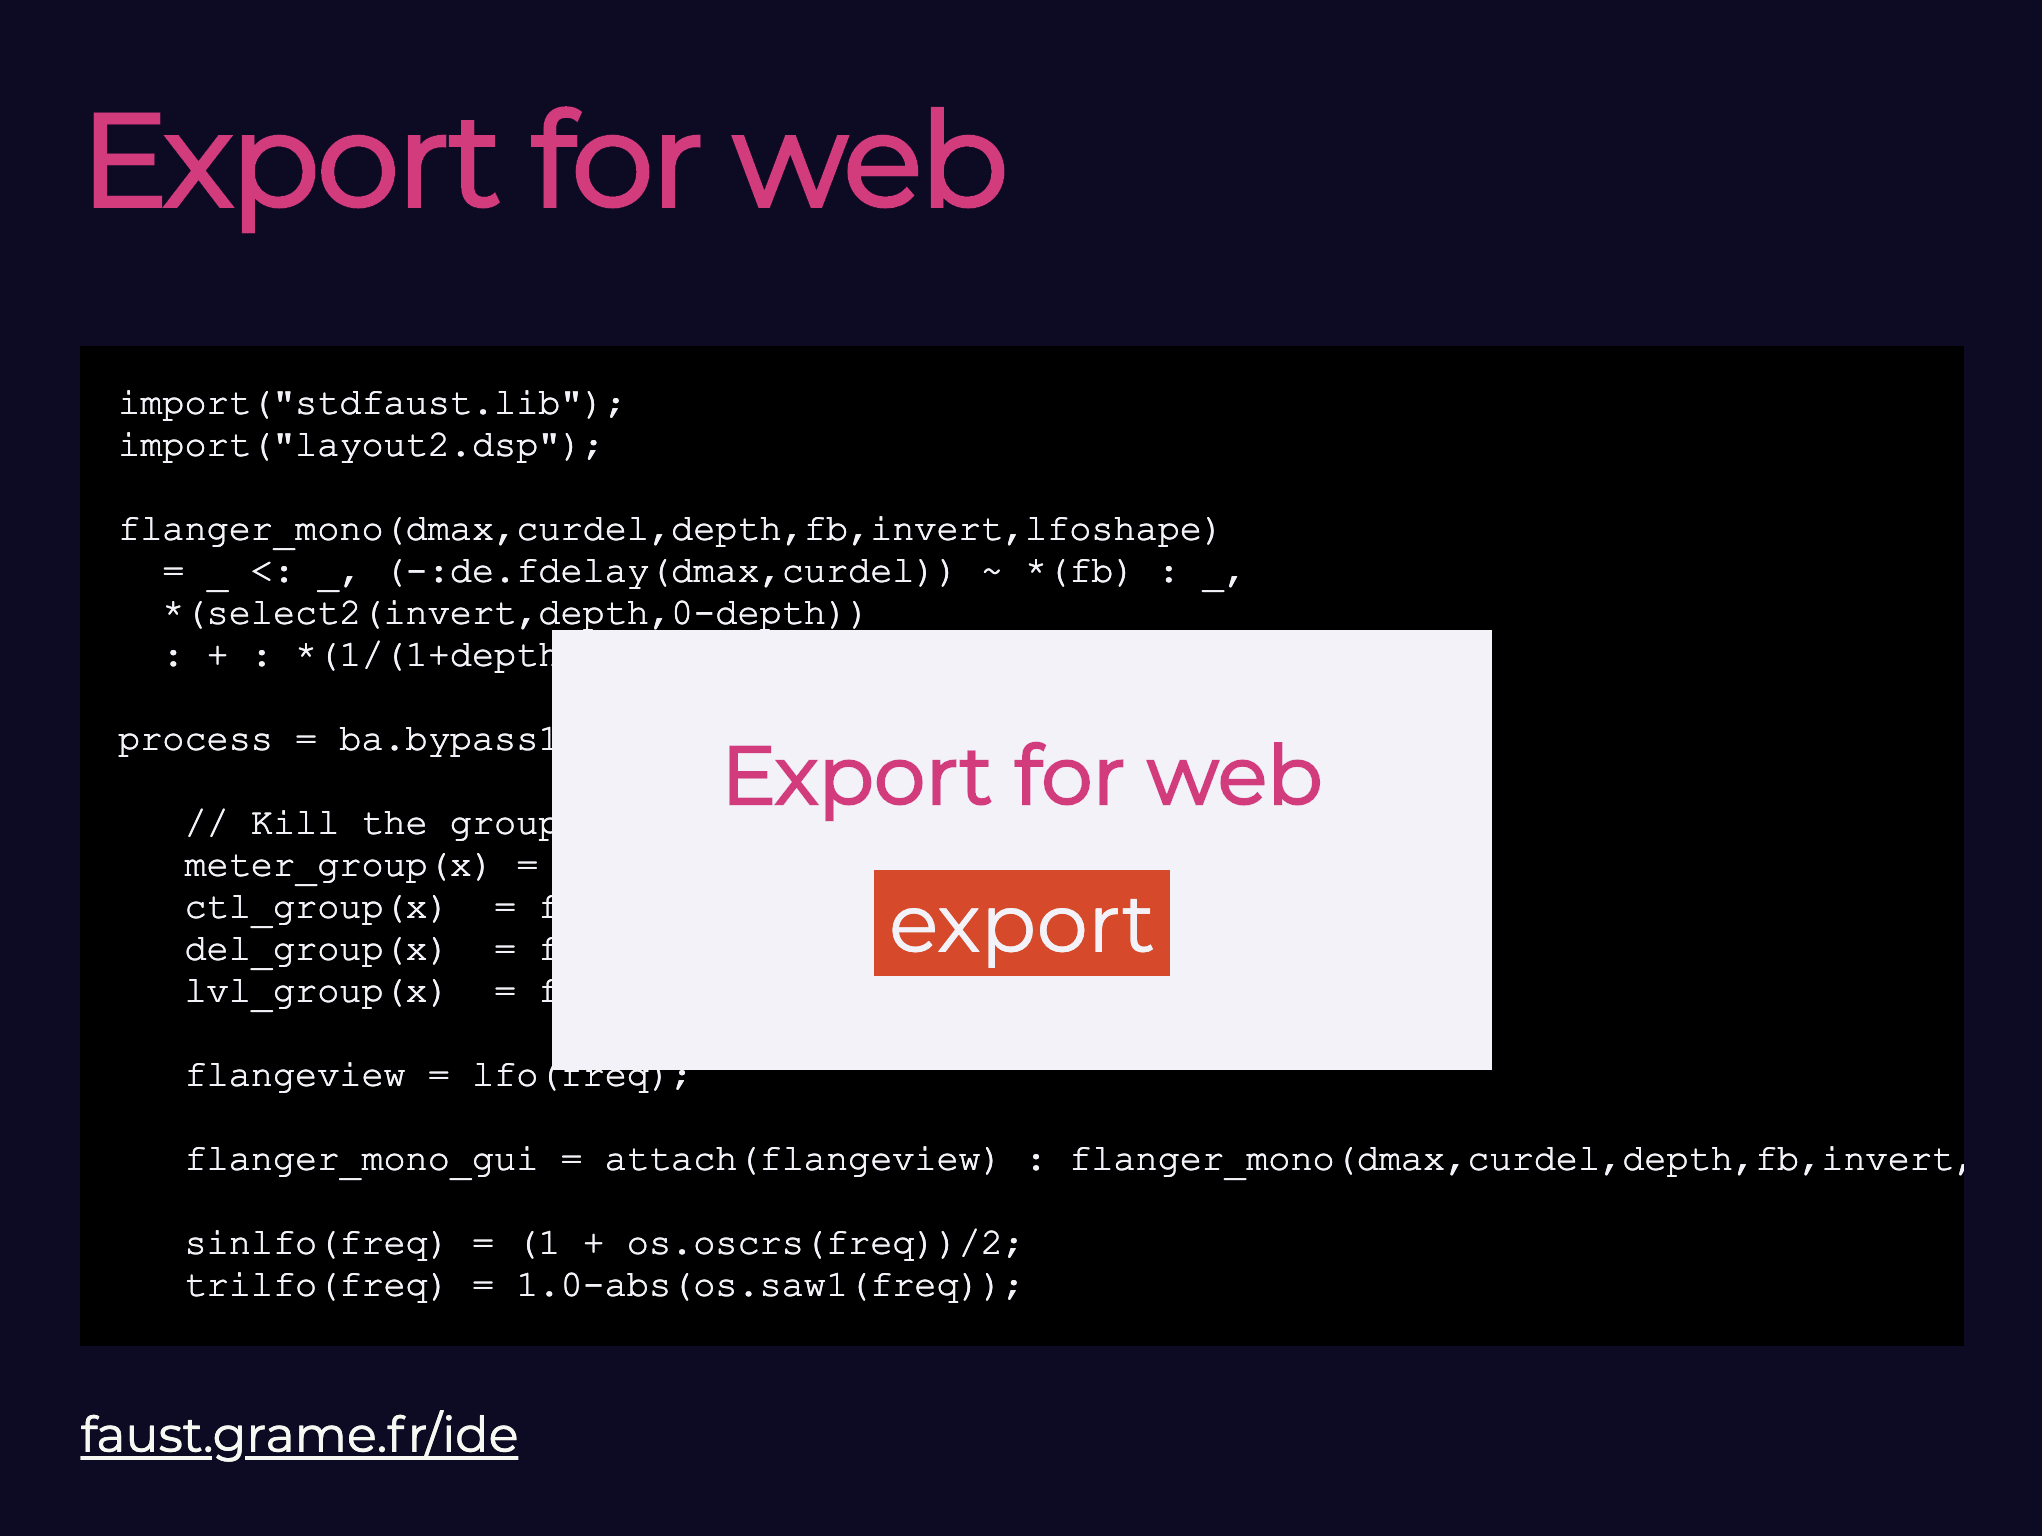 Export for web
import("stdfaust.lib");
import("layout2.dsp");
flanger_mono(dmax,curdel,depth,fb,invert,lfoshape)
= _ <: _, (-:de.fdelay(dmax,curdel)) ~ *(fb) : _,
*(select2(invert,depth,0-depth))
: + : *(1/(1+depth
process = ba.bypass1
// Kill the group
meter_group(x) =
ctl_group(x)  = f
del_group(x)  = f
lvl_group(x)  = f
Export for web
export
flangeview = lfo(freq);
flanger_mono_gui = attach(flangeview) : flanger_mono(dmax,curdel,depth,fb,invert,
sinlfo(freq) = (1 + os.oscrs(freq))/2;
trilfo(freq) = 1.0-abs(os.saw1(freq));
faust.grame.fr/ide